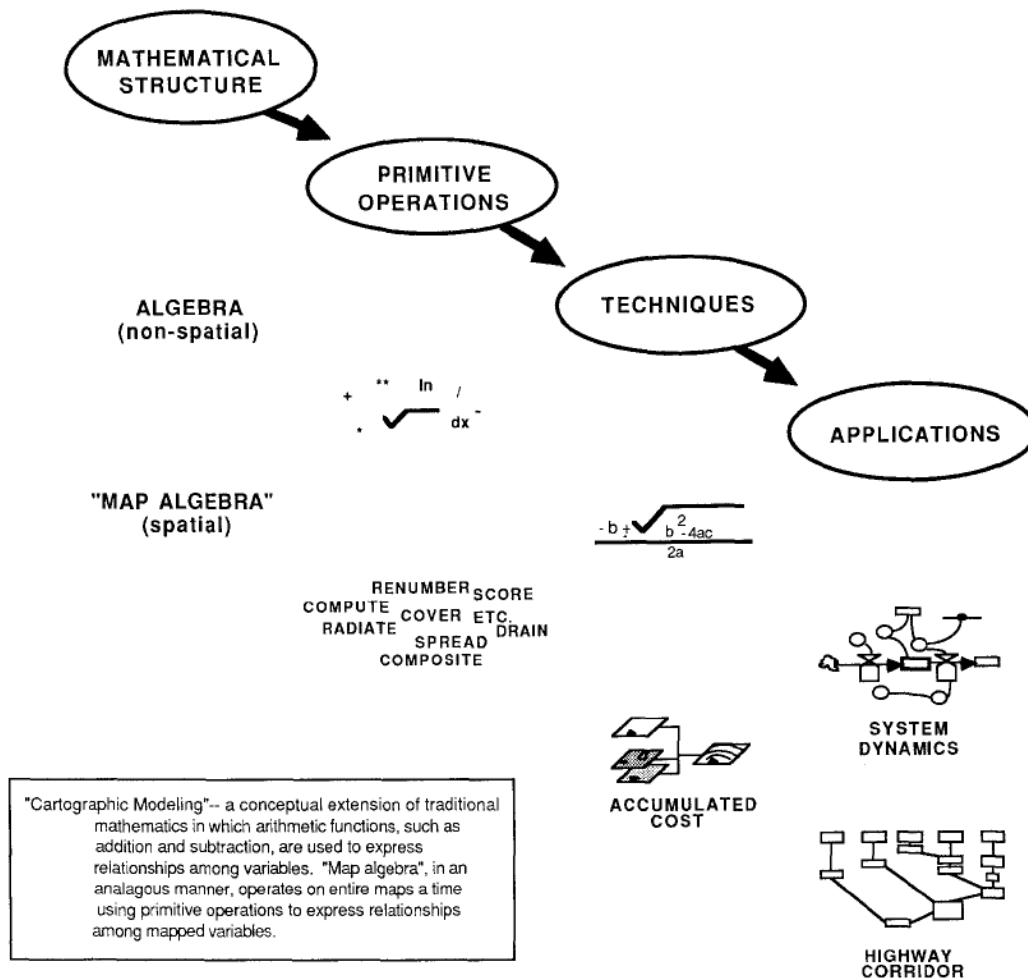 MATHEMATICAL
STRUCTURE
PRIMITIVE
OPERATIONS
TECHNIQUES
APPLICATIONS
ALGEBRA
(non-spatial)
+ ** ln /
* √ dx -
"MAP ALGEBRA"
(spatial)
- b ± √ b 2 -4ac
2a
RENUMBER SCORE
COMPUTE COVER ETC.
RADIATE SPREAD DRAIN
COMPOSITE
SYSTEM
DYNAMICS
ACCUMULATED
COST
HIGHWAY
CORRIDOR
"Cartographic Modeling"-- a conceptual extension of traditional
mathematics in which arithmetic functions, such as
addition and subtraction, are used to express
relationships among variables. "Map algebra", in an
analagous manner, operates on entire maps a time
using primitive operations to express relationships
among mapped variables.